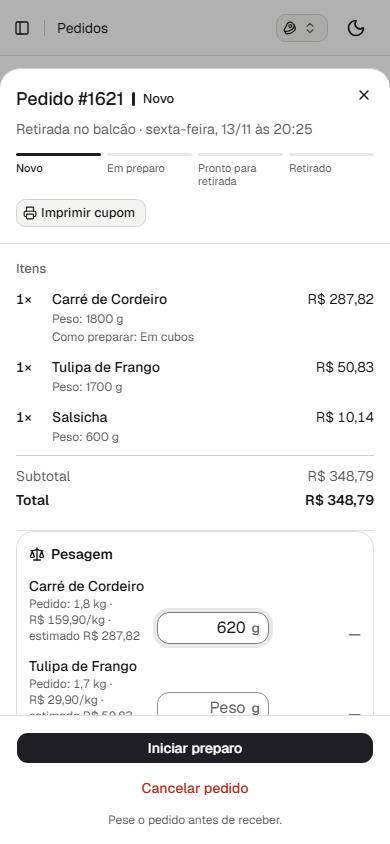 Pedidos
Pedido #1621 Novo
Retirada no balcão · sexta-feira, 13/11 às 20:25
Novo Em preparo Pronto para retirada Retirado
Imprimir cupom
Itens
1× Carré de Cordeiro R$ 287,82
Peso: 1800 g
Como preparar: Em cubos
1× Tulipa de Frango R$ 50,83
Peso: 1700 g
1× Salsicha R$ 10,14
Peso: 600 g
Subtotal R$ 348,79
Total R$ 348,79
Pesagem
Carré de Cordeiro
Pedido: 1,8 kg ·
R$ 159,90/kg ·
estimado R$ 287,82
620 g
—
Tulipa de Frango
Pedido: 1,7 kg ·
R$ 29,90/kg ·
estimado R$ 50,83
Peso g
—
Iniciar preparo
Cancelar pedido
Pese o pedido antes de receber.